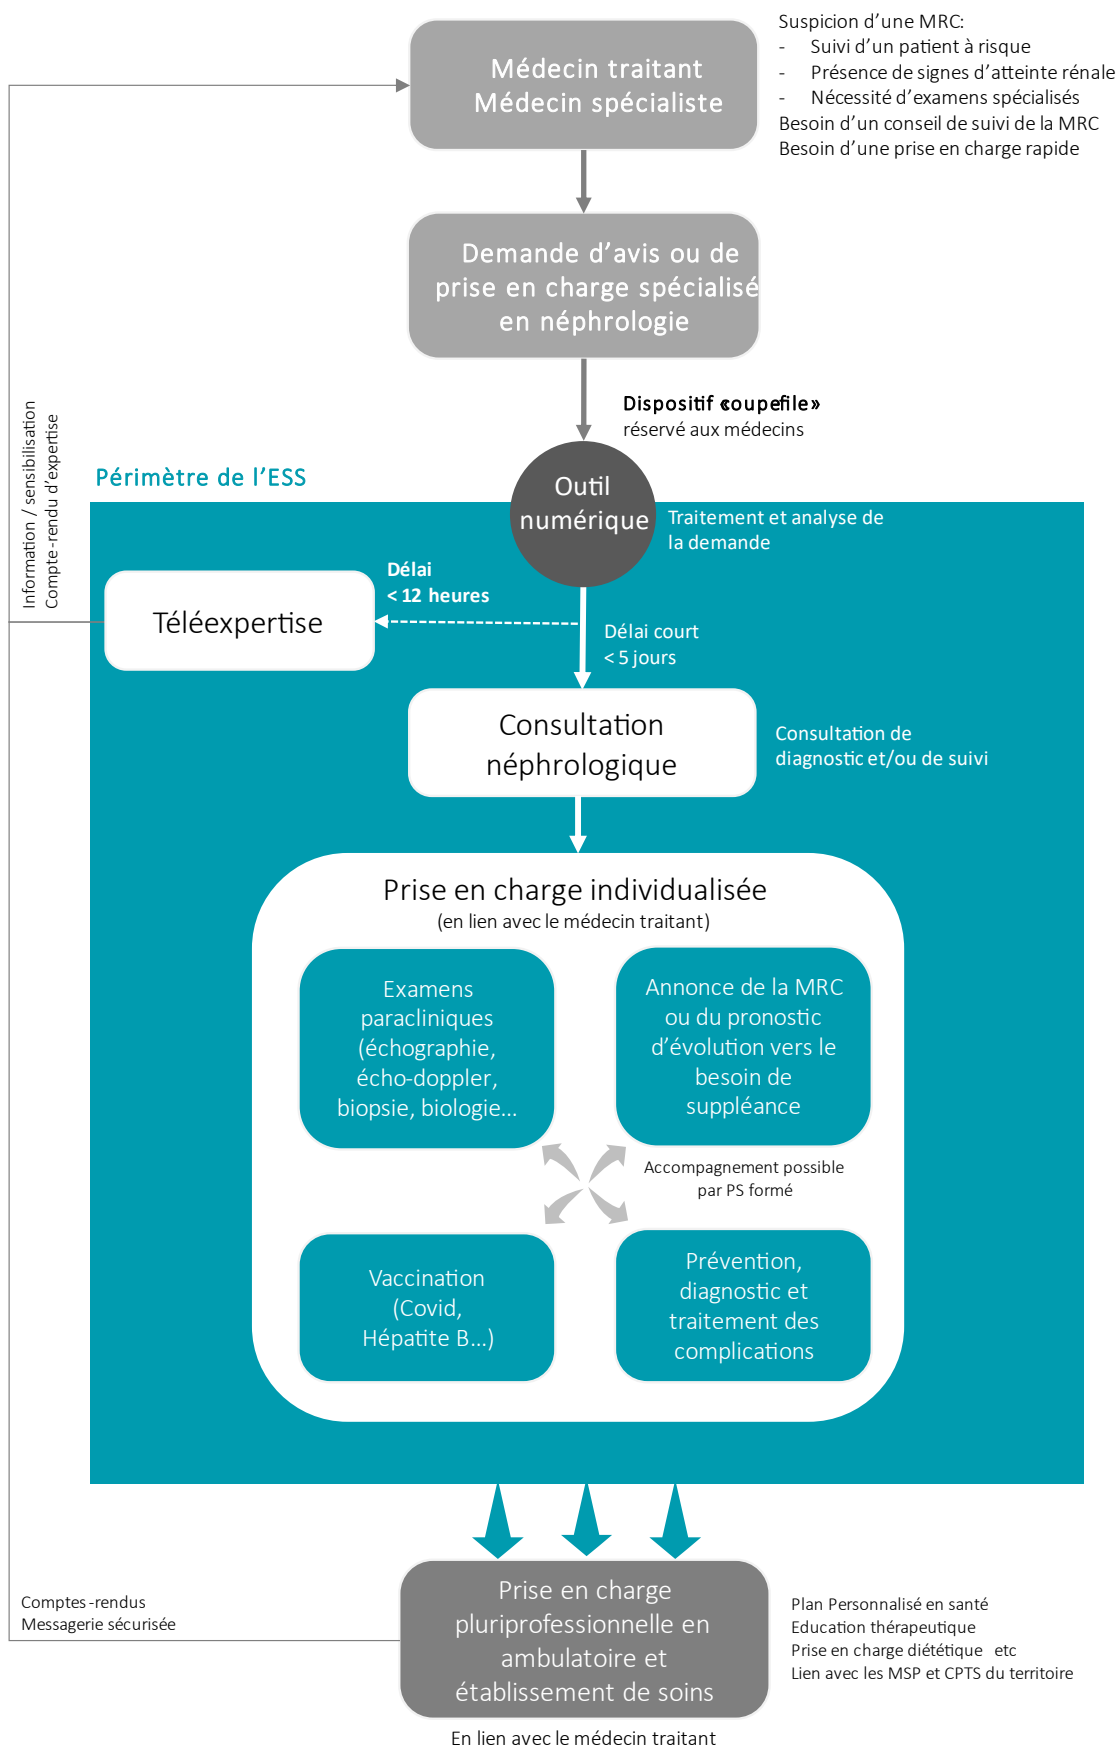 Suspicion d’une MRC:
- Suivi d’un patient à risque
- Présence de signes d’atteinte rénale
- Nécessité d’examens spécialisés
Besoin d’un conseil de suivi de la MRC
Besoin d’une prise en charge rapide
Médecin traitant
Médecin spécialiste
Demande d’avis ou de
prise en charge spécialisé
en néphrologie
Dispositif «coupefile»
réservé aux médecins
Information / sensibilisation
Compte-rendu d’expertise
Périmètre de l’ESS
Outil
numérique
Traitement et analyse de
la demande
Délai
< 12 heures
Téléexpertise
Délai court
< 5 jours
Consultation
néphrologique
Consultation de
diagnostic et/ou de suivi
Prise en charge individualisée
(en lien avec le médecin traitant)
Examens
paracliniques
(échographie,
écho-doppler,
biopsie, biologie...
Annonce de la MRC
ou du pronostic
d’évolution vers le
besoin de
suppléance
Accompagnement possible
par PS formé
Vaccination
(Covid,
Hépatite B...)
Prévention,
diagnostic et
traitement des
complications
Comptes-rendus
Messagerie sécurisée
Prise en charge
pluriprofessionnelle en
ambulatoire et
établissement de soins
Plan Personnalisé en santé
Education thérapeutique
Prise en charge diététique etc
Lien avec les MSP et CPTS du territoire
En lien avec le médecin traitant